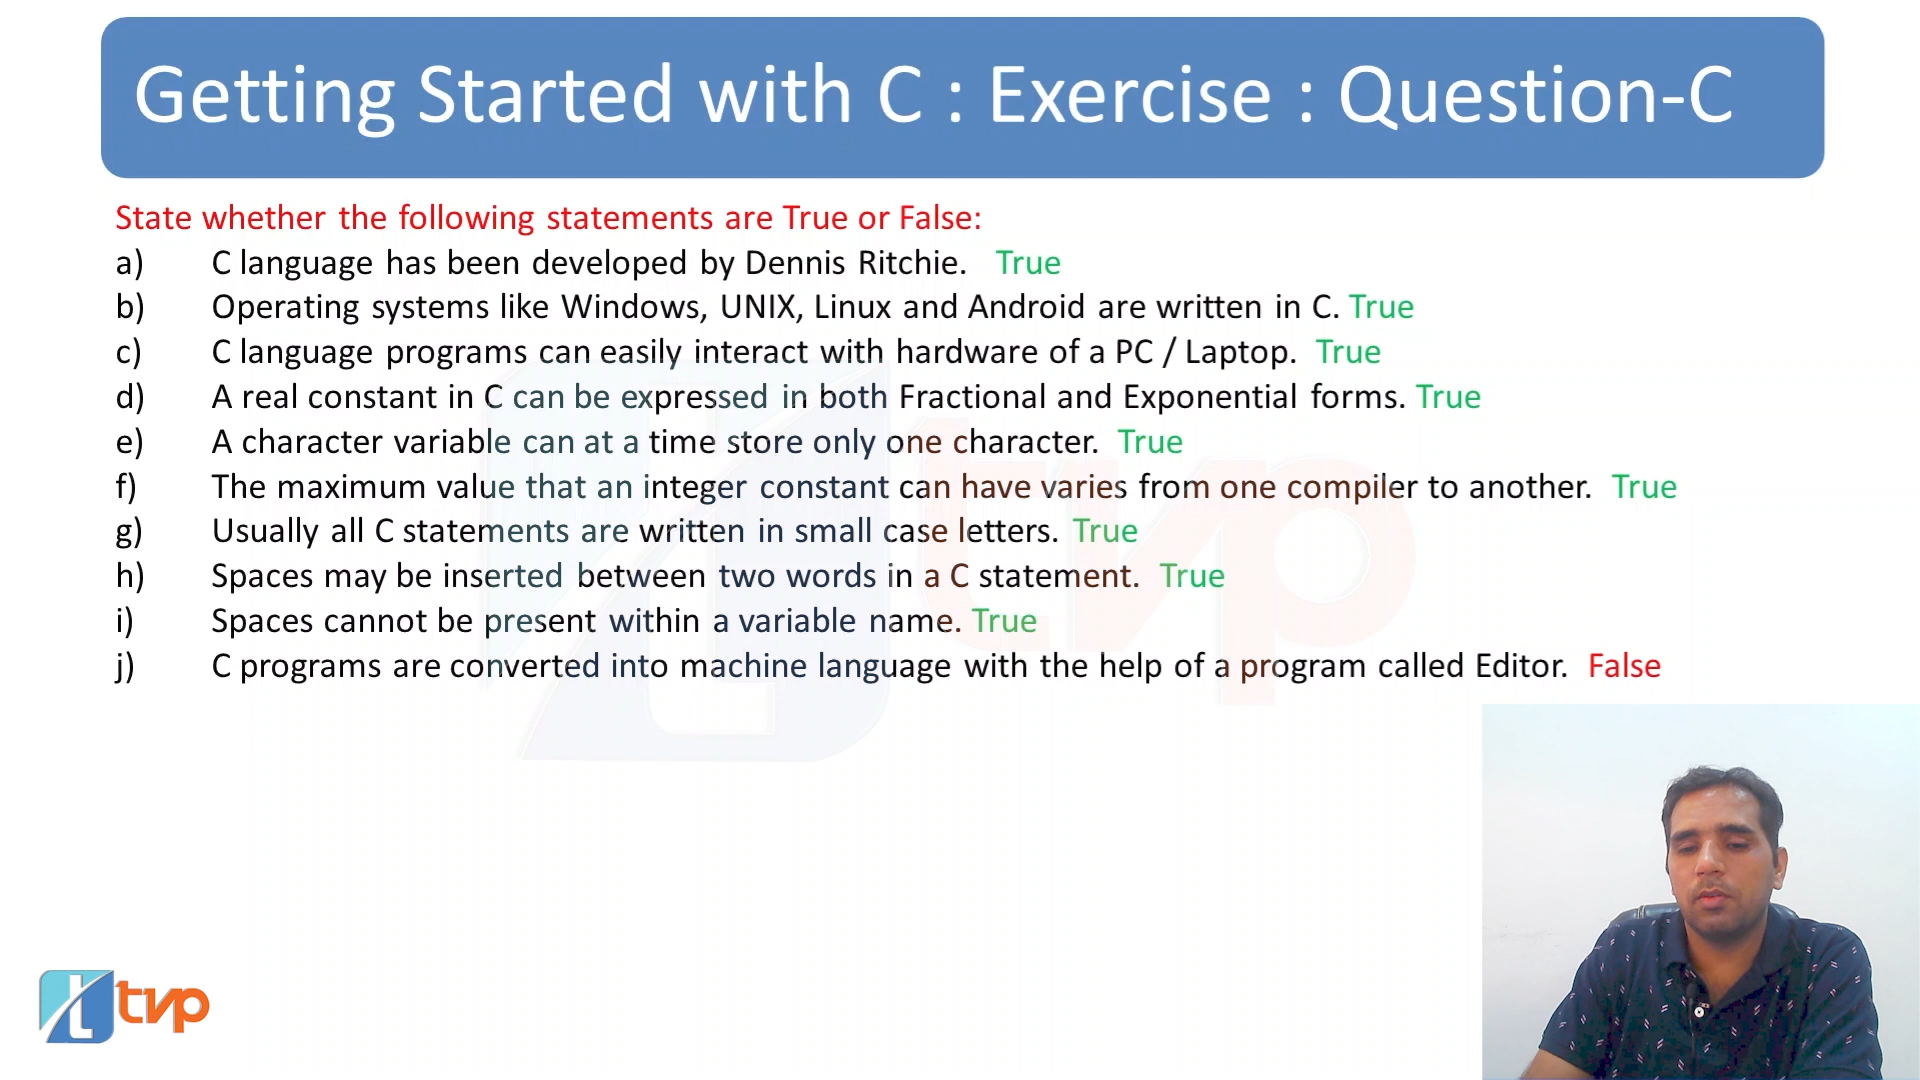 Getting Started with C : Exercise : Question-C
State whether the following statements are True or False:
a) C language has been developed by Dennis Ritchie. True
b) Operating systems like Windows, UNIX, Linux and Android are written in C. True
c) C language programs can easily interact with hardware of a PC / Laptop. True
d) A real constant in C can be expressed in both Fractional and Exponential forms. True
e) A character variable can at a time store only one character. True
f) The maximum value that an integer constant can have varies from one compiler to another. True
g) Usually all C statements are written in small case letters. True
h) Spaces may be inserted between two words in a C statement. True
i) Spaces cannot be present within a variable name. True
j) C programs are converted into machine language with the help of a program called Editor. False
t tvp